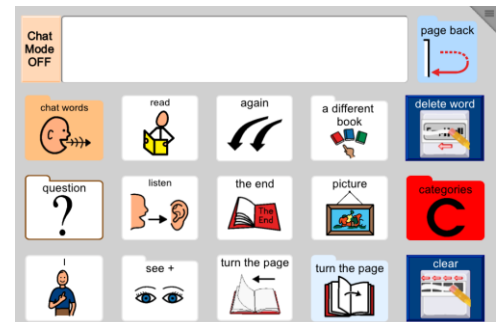 Chat
Mode
OFF
page back
chat words
read
again
a different
book
delete word
question
?
listen
the end
The
End
picture
categories
C
I
see +
turn the page
turn the page
clear